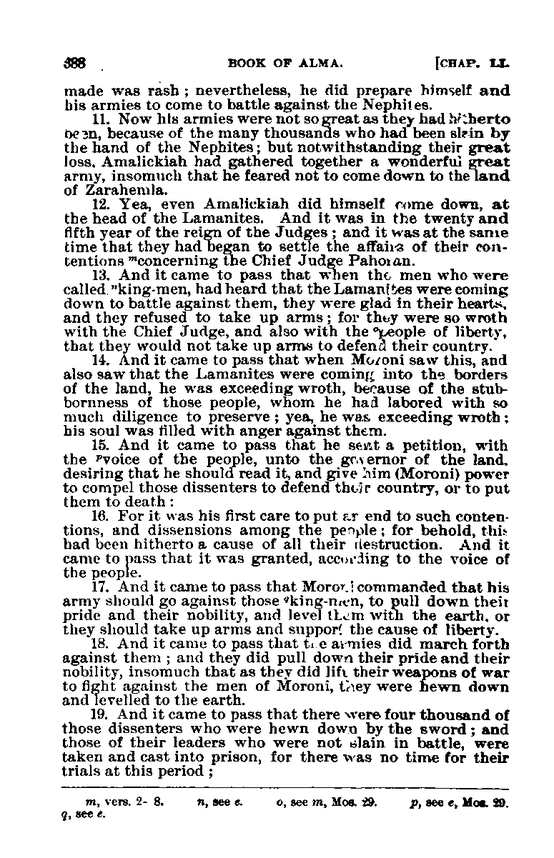 388 BOOK OF ALMA. [CHAP. LI.
made was rash ; nevertheless, he did prepare himself and
his armies to come to battle against the Nephites.
11. Now his armies were not so great as they had hitherto
been, because of the many thousands who had been slain by
the hand of the Nephites ; but notwithstanding their great
loss, Amalickiah had gathered together a wonderful great
army, insomuch that he feared not to come down to the land
of Zarahemla.
12. Yea, even Amalickiah did himself come down, at
the head of the Lamanites. And it was in the twenty and
fifth year of the reign of the Judges ; and it was at the same
time that they had began to settle the affairs of their con-
tentions ᵐconcerning the Chief Judge Pahoran.
13. And it came to pass that when the men who were
called ⁿking-men, had heard that the Lamanites were coming
down to battle against them, they were glad in their hearts,
and they refused to take up arms ; for they were so wroth
with the Chief Judge, and also with the ᵒpeople of liberty,
that they would not take up arms to defend their country.
14. And it came to pass that when Moroni saw this, and
also saw that the Lamanites were coming into the borders
of the land, he was exceeding wroth, because of the stub-
bornness of those people, whom he had labored with so
much diligence to preserve ; yea, he was exceeding wroth ;
his soul was filled with anger against them.
15. And it came to pass that he sent a petition, with
the ᵖvoice of the people, unto the governor of the land,
desiring that he should read it, and give him (Moroni) power
to compel those dissenters to defend their country, or to put
them to death :
16. For it was his first care to put an end to such conten-
tions, and dissensions among the people ; for behold, this
had been hitherto a cause of all their destruction. And it
came to pass that it was granted, according to the voice of
the people.
17. And it came to pass that Moroni commanded that his
army should go against those ᵠking-men, to pull down their
pride and their nobility, and level them with the earth, or
they should take up arms and support the cause of liberty.
18. And it came to pass that the armies did march forth
against them ; and they did pull down their pride and their
nobility, insomuch that as they did lift their weapons of war
to fight against the men of Moroni, they were hewn down
and levelled to the earth.
19. And it came to pass that there were four thousand of
those dissenters who were hewn down by the sword ; and
those of their leaders who were not slain in battle, were
taken and cast into prison, for there was no time for their
trials at this period ;
m, vers. 2- 8. n, see e. o, see m, Mos. 29. p, see e, Mos. 29.
q, see e.